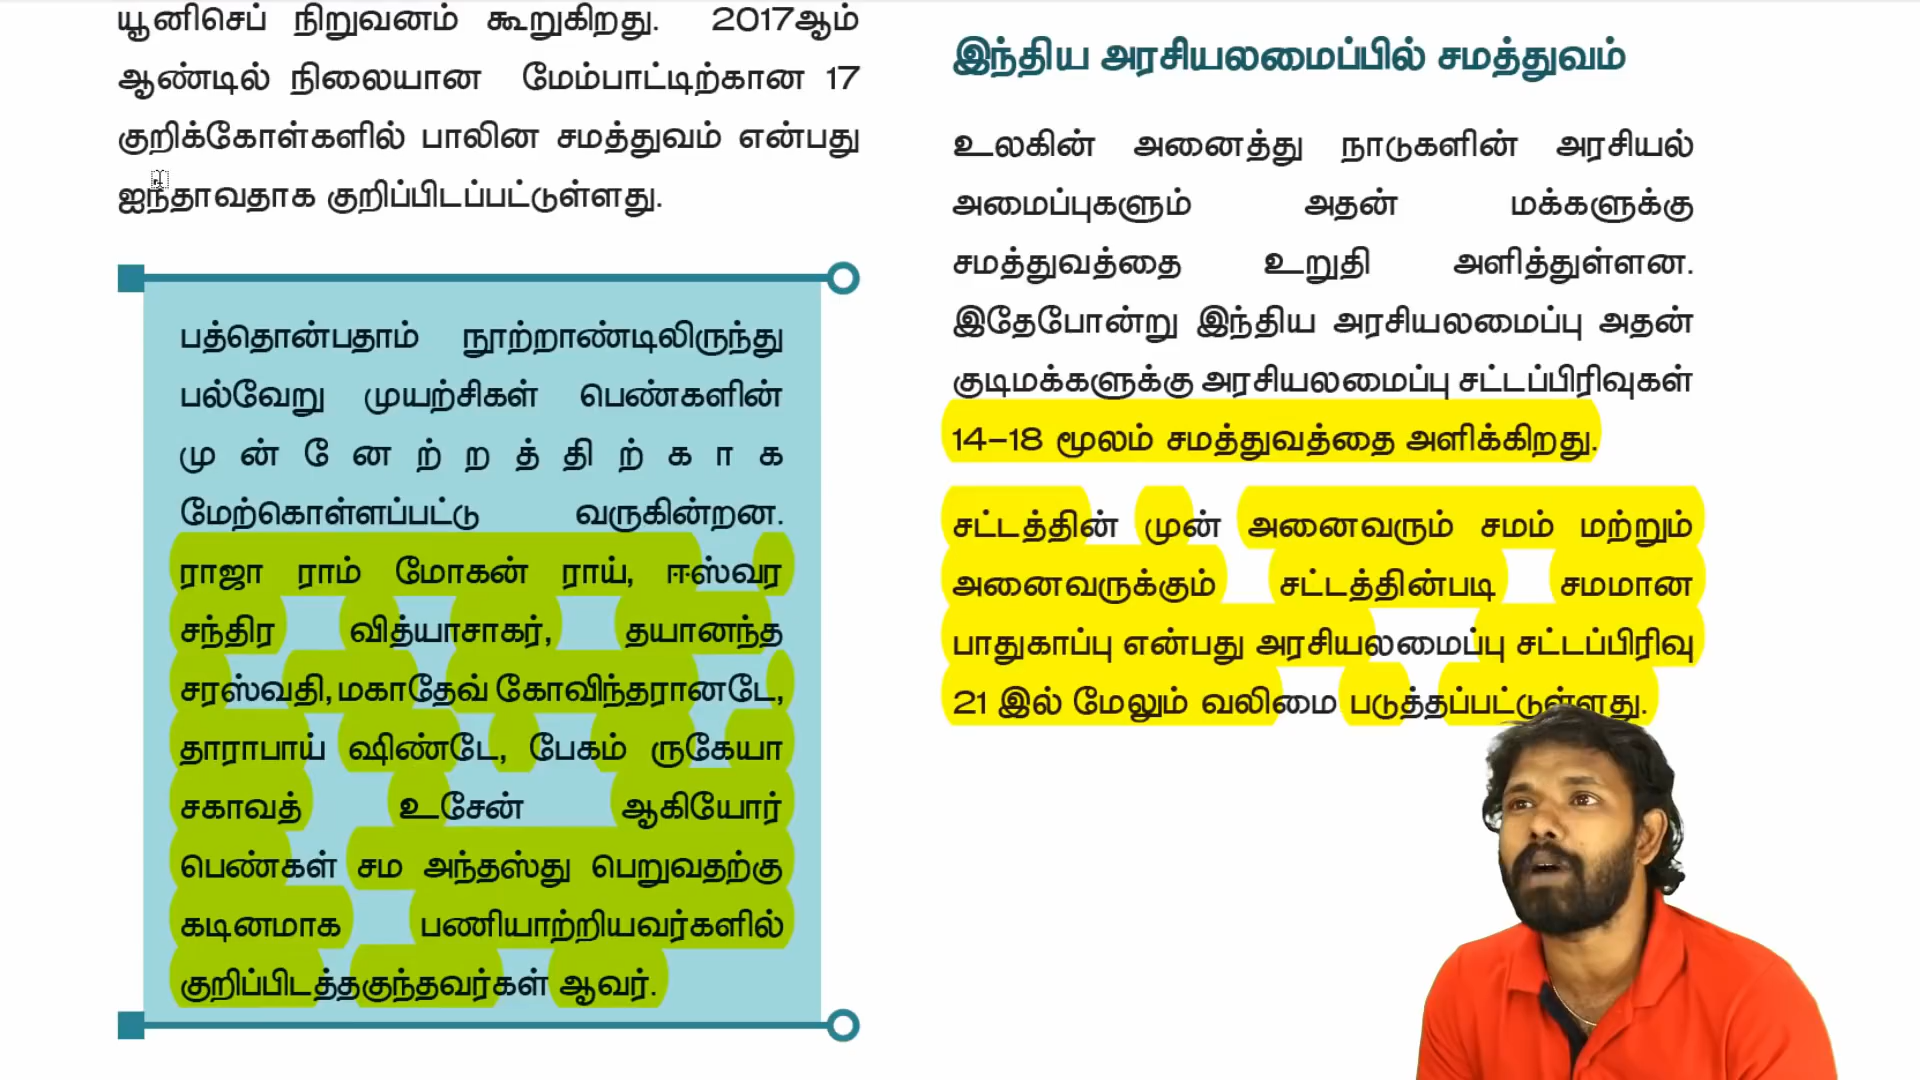 யூனிசெப் நிறுவனம் கூறுகிறது. 2017ஆம்
ஆண்டில் நிலையான மேம்பாட்டிற்கான 17
குறிக்கோள்களில் பாலின சமத்துவம் என்பது
ஐந்தாவதாக குறிப்பிடப்பட்டுள்ளது.
பத்தொன்பதாம் நூற்றாண்டிலிருந்து
பல்வேறு முயற்சிகள் பெண்களின்
முன்னேற்றத்திற்காக
மேற்கொள்ளப்பட்டு வருகின்றன.
ராஜா ராம் மோகன் ராய், ஈஸ்வர
சந்திர வித்யாசாகர், தயானந்த
சரஸ்வதி, மகாதேவ் கோவிந்தரானடே,
தாராபாய் ஷிண்டே, பேகம் ருகேயா
சகாவத் உசேன் ஆகியோர்
பெண்கள் சம அந்தஸ்து பெறுவதற்கு
கடினமாக பணியாற்றியவர்களில்
குறிப்பிடத்தகுந்தவர்கள் ஆவர்.
இந்திய அரசியலமைப்பில் சமத்துவம்
உலகின் அனைத்து நாடுகளின் அரசியல்
அமைப்புகளும் அதன் மக்களுக்கு
சமத்துவத்தை உறுதி அளித்துள்ளன.
இதேபோன்று இந்திய அரசியலமைப்பு அதன்
குடிமக்களுக்கு அரசியலமைப்பு சட்டப்பிரிவுகள்
14–18 மூலம் சமத்துவத்தை அளிக்கிறது.
சட்டத்தின் முன் அனைவரும் சமம் மற்றும்
அனைவருக்கும் சட்டத்தின்படி சமமான
பாதுகாப்பு என்பது அரசியலமைப்பு சட்டப்பிரிவு
21 இல் மேலும் வலிமை படுத்தப்பட்டுள்ளது.